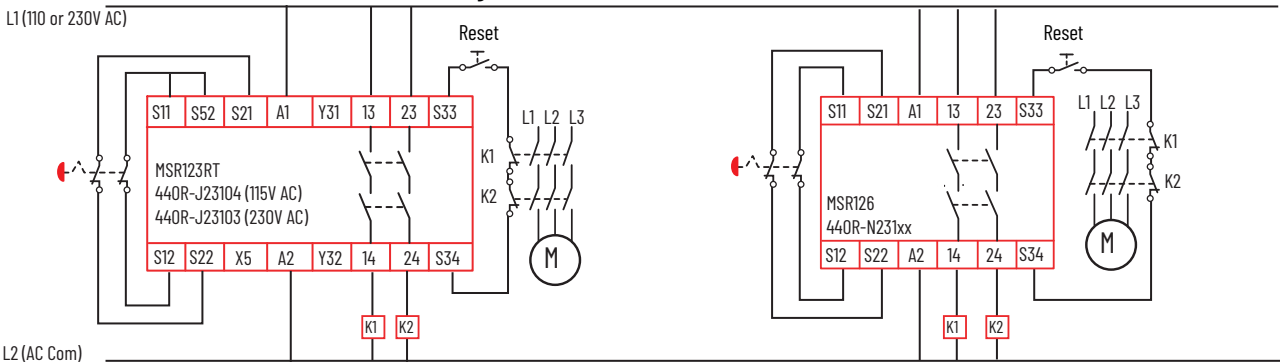 L1 (110 or 230V AC)
Reset
S11 S52 S21 A1 Y31 13 23 S33
L1 L2 L3
K1
K2
MSR123RT
440R-J23104 (115V AC)
440R-J23103 (230V AC)
S12 S22 X5 A2 Y32 14 24 S34
M
K1 K2
Reset
S11 S21 A1 13 23 S33
L1 L2 L3
K1
K2
MSR126
440R-N231xx
S12 S22 A2 14 24 S34
M
K1 K2
L2 (AC Com)